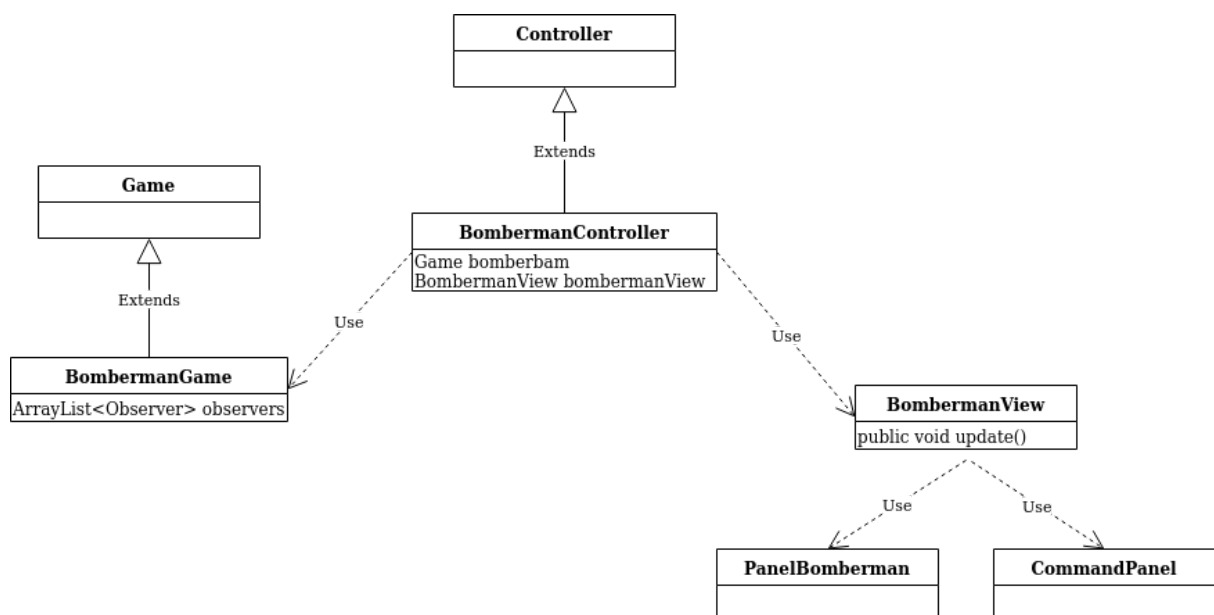 Controller
Extends
Game
BombermanController
Game bomberbam
BombermanView bombermanView
Extends
Use
Use
BombermanGame
ArrayList<Observer> observers
BombermanView
public void update()
Use
Use
PanelBomberman
CommandPanel